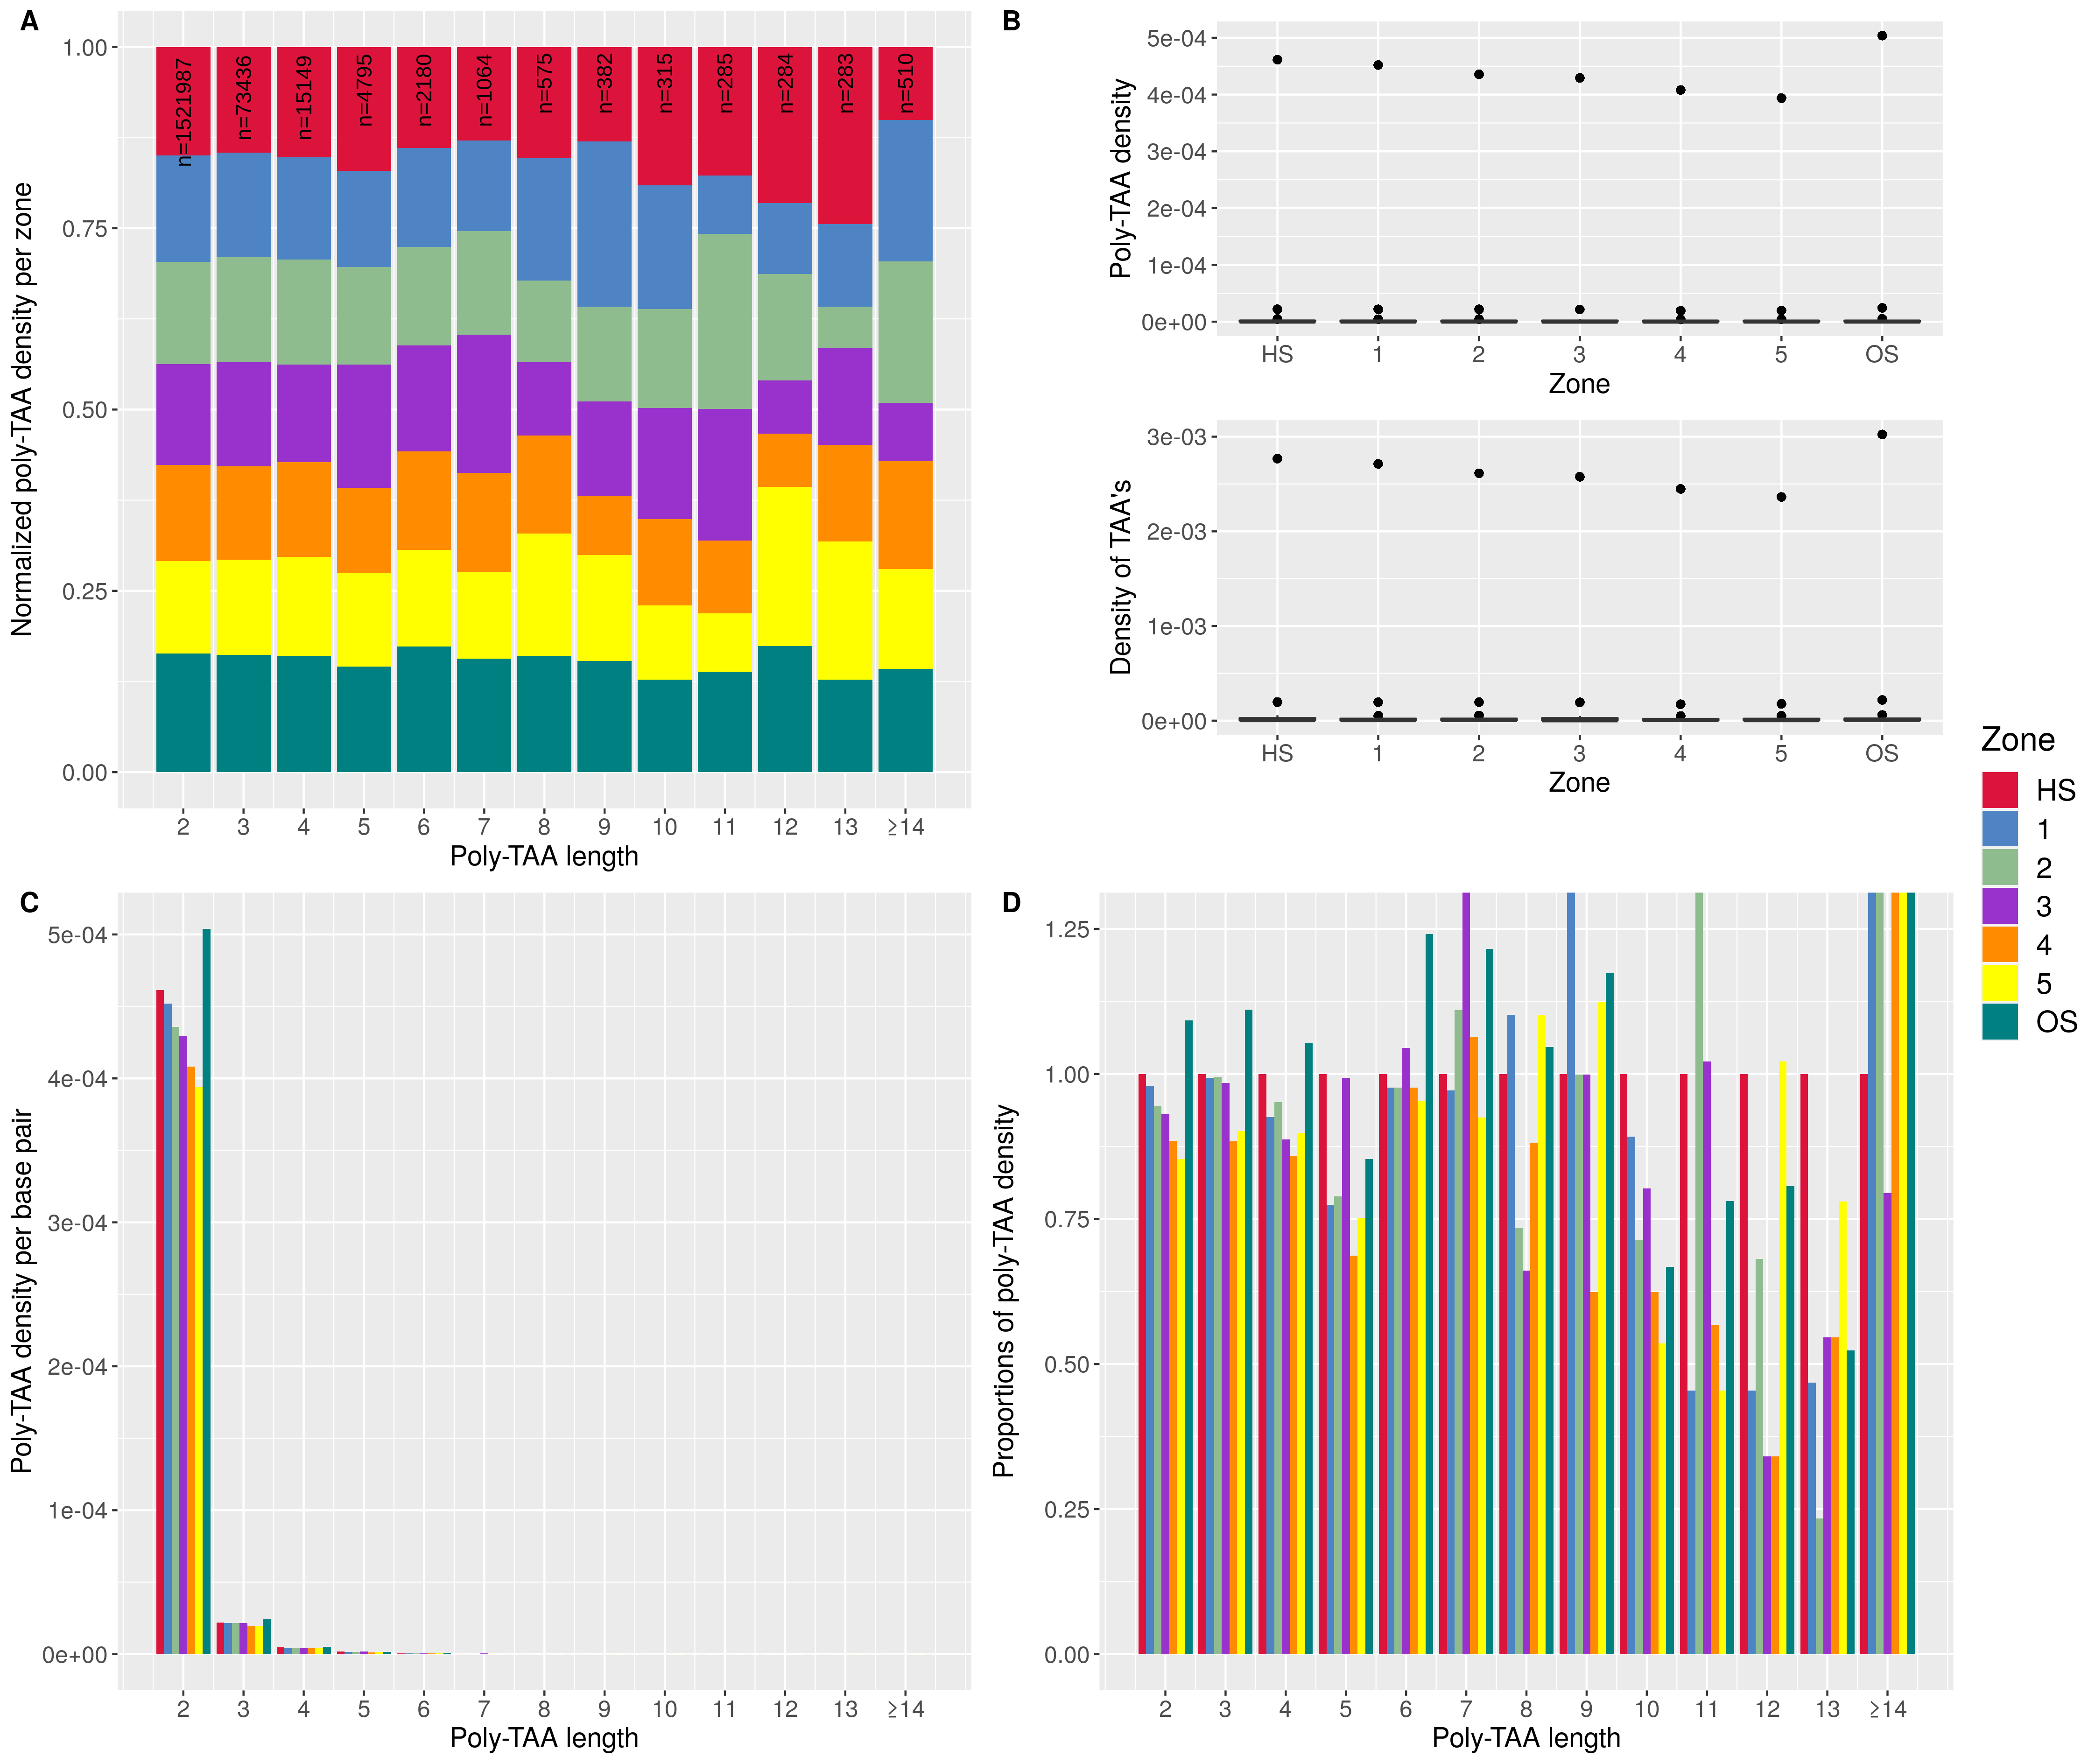 A
Normalized poly-TAA density per zone
1.00
0.75
0.50
0.25
0.00
n=1521987
n=73436
n=15149
n=4795
n=2180
n=1064
n=575
n=382
n=315
n=285
n=284
n=283
n=510
2 3 4 5 6 7 8 9 10 11 12 13 ≥14
Poly-TAA length
B
Poly-TAA density
5e-04
4e-04
3e-04
2e-04
1e-04
0e+00
HS 1 2 3 4 5 OS
Zone
Density of TAA's
3e-03
2e-03
1e-03
0e+00
HS 1 2 3 4 5 OS
Zone
Zone
HS
1
2
3
4
5
OS
C
Poly-TAA density per base pair
5e-04
4e-04
3e-04
2e-04
1e-04
0e+00
2 3 4 5 6 7 8 9 10 11 12 13 ≥14
Poly-TAA length
D
Proportions of poly-TAA density
1.25
1.00
0.75
0.50
0.25
0.00
2 3 4 5 6 7 8 9 10 11 12 13 ≥14
Poly-TAA length